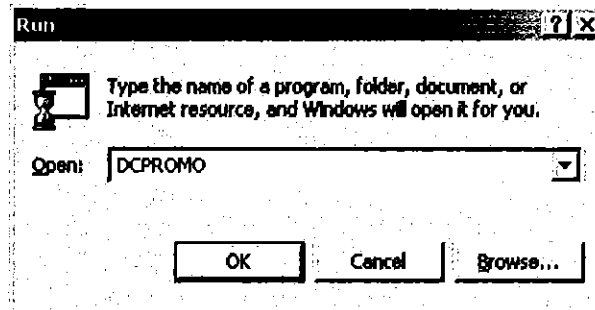 Run
Type the name of a program, folder, document, or
Internet resource, and Windows will open it for you.
Open: DCPROMO
OK Cancel Browse...